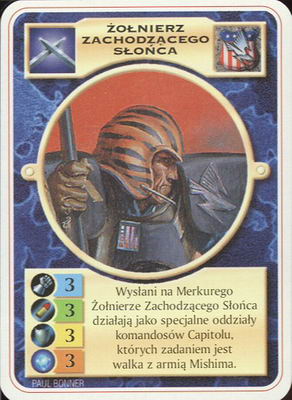 ŻOŁNIERZ
ZACHODZĄCEGO
SŁOŃCA
3
3
3
3
Wysłani na Merkurego
Żołnierze Zachodzącego Słońca
działają jako specjalne oddziały
komandosów Capitolu,
których zadaniem jest
walka z armią Mishima.
PAUL BONNER